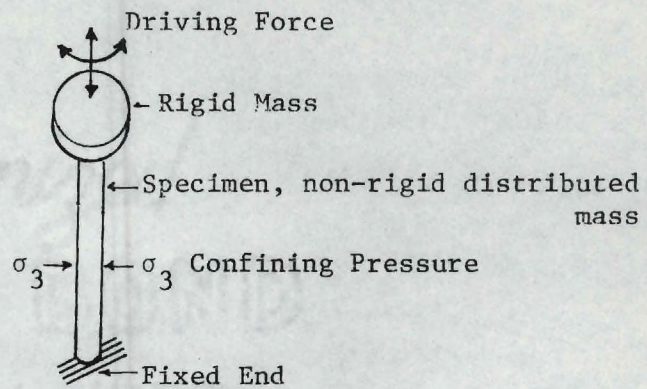 Driving Force
Rigid Mass
Specimen, non-rigid distributed
mass
σ3 σ3 Confining Pressure
Fixed End